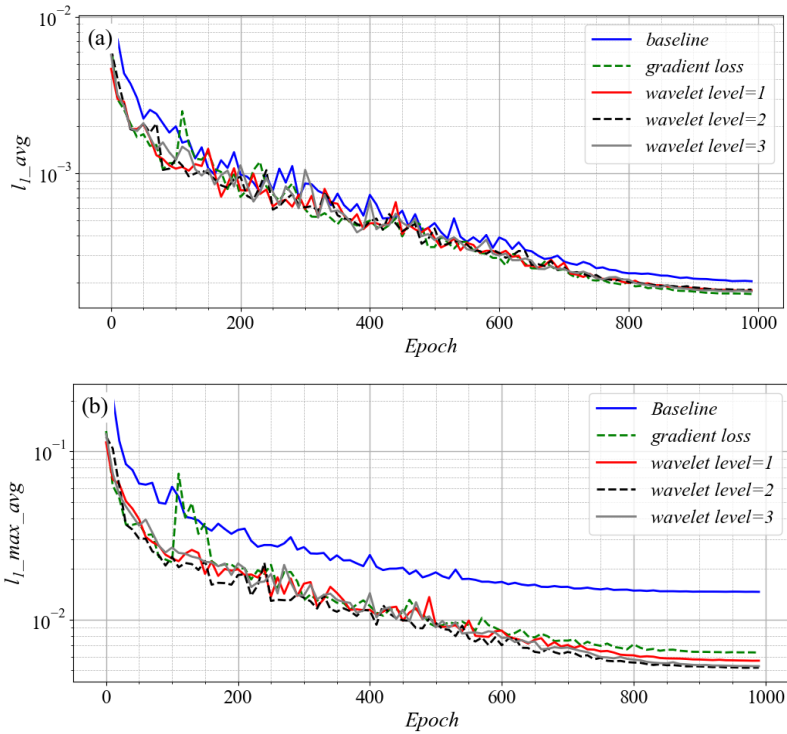 10⁻²
(a)
baseline
gradient loss
wavelet level=1
wavelet level=2
wavelet level=3
l₁_avg
10⁻³
0 200 400 600 800 1000
Epoch
(b)
Baseline
gradient loss
wavelet level=1
wavelet level=2
wavelet level=3
10⁻¹
l₁_max_avg
10⁻²
0 200 400 600 800 1000
Epoch